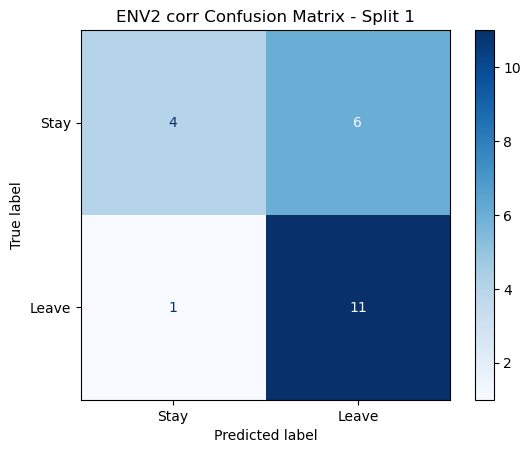 ENV2 corr Confusion Matrix - Split 1
Stay
4
6
10
8
True label
6
Leave
1
11
4
2
Stay
Leave
Predicted label